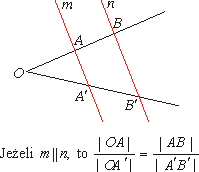 m n
B
A
O
A'
B'
Jeżeli m || n, to | OA | / | OA' | = | AB | / | A'B' |